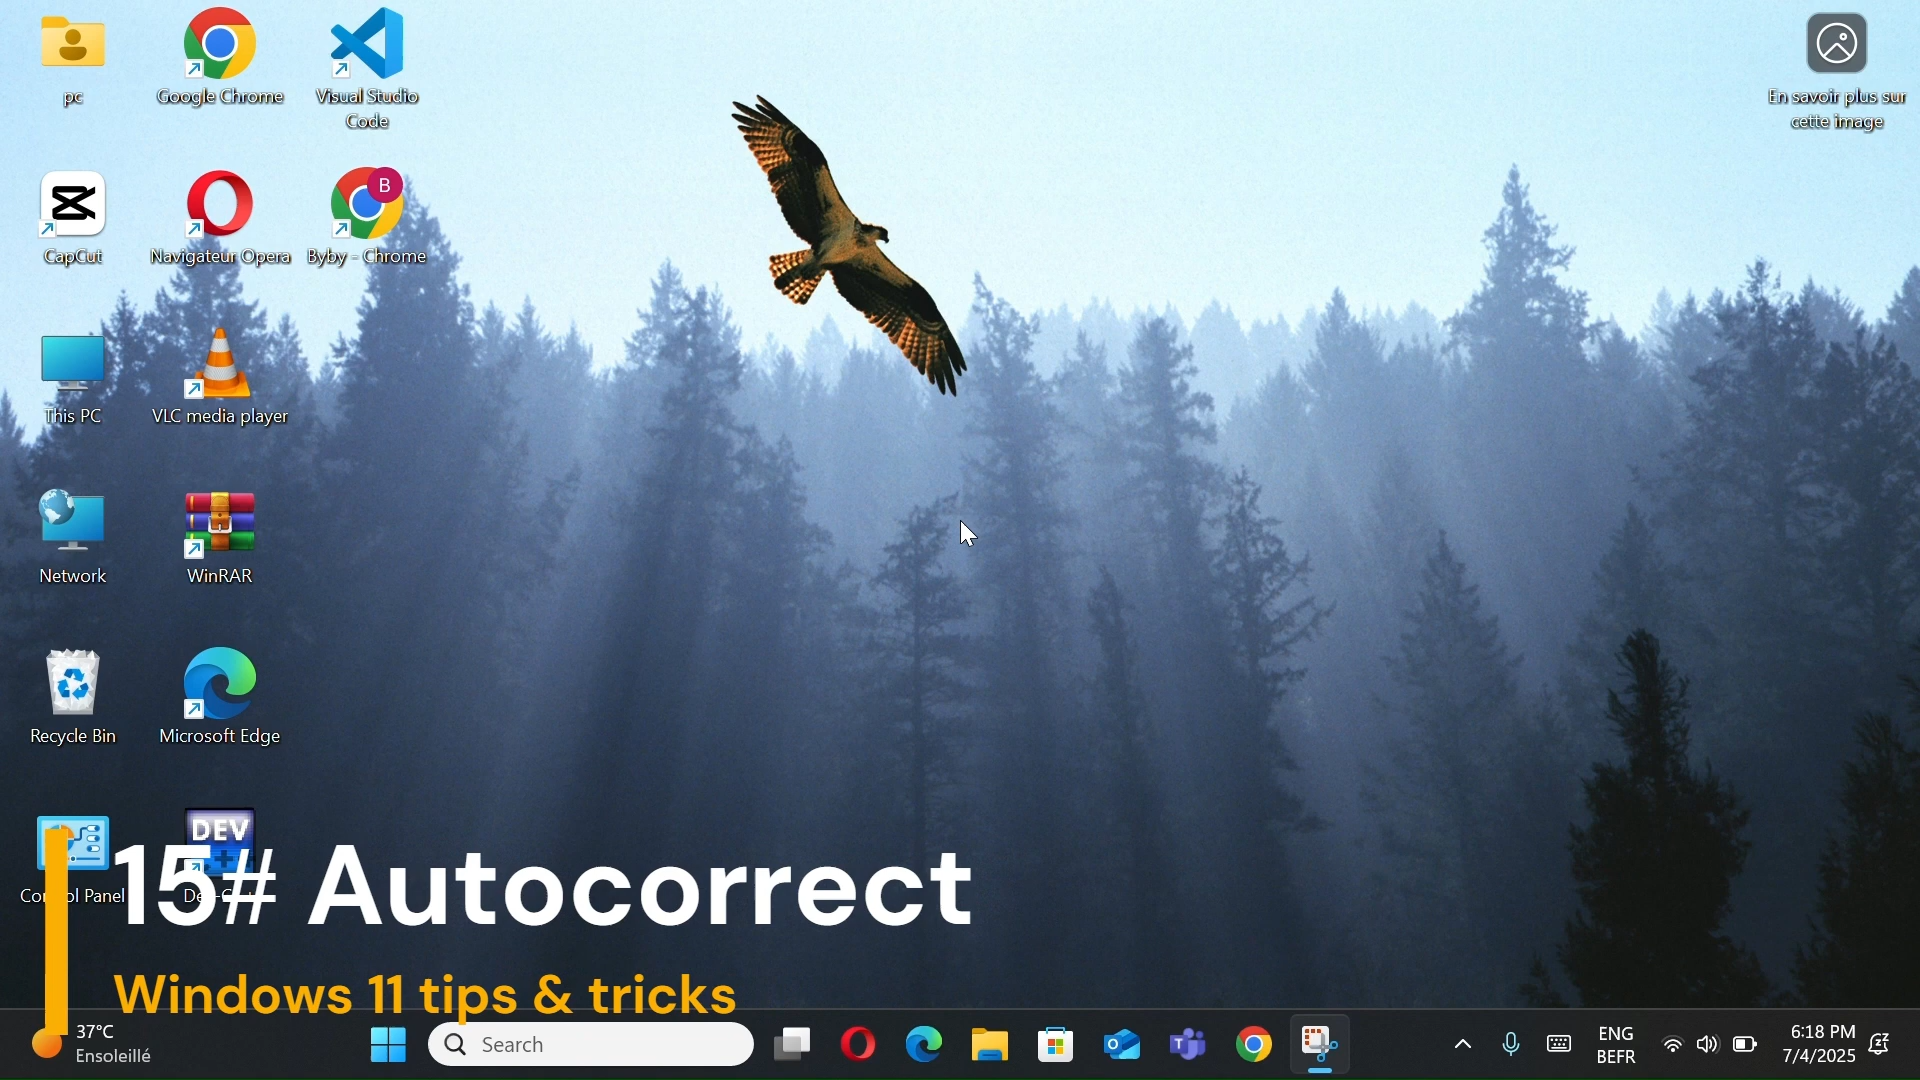 pc
Google Chrome
Visual Studio
Code
En savoir plus sur
cette image
B
CapCut
Navigateur Opera
Byby - Chrome
This PC
VLC media player
Network
WinRAR
Recycle Bin
Microsoft Edge
DEV
15# Autocorrect
Windows 11 tips & tricks
37°C
Ensoleillé
Search
ENG
BEFR
6:18 PM
7/4/2025